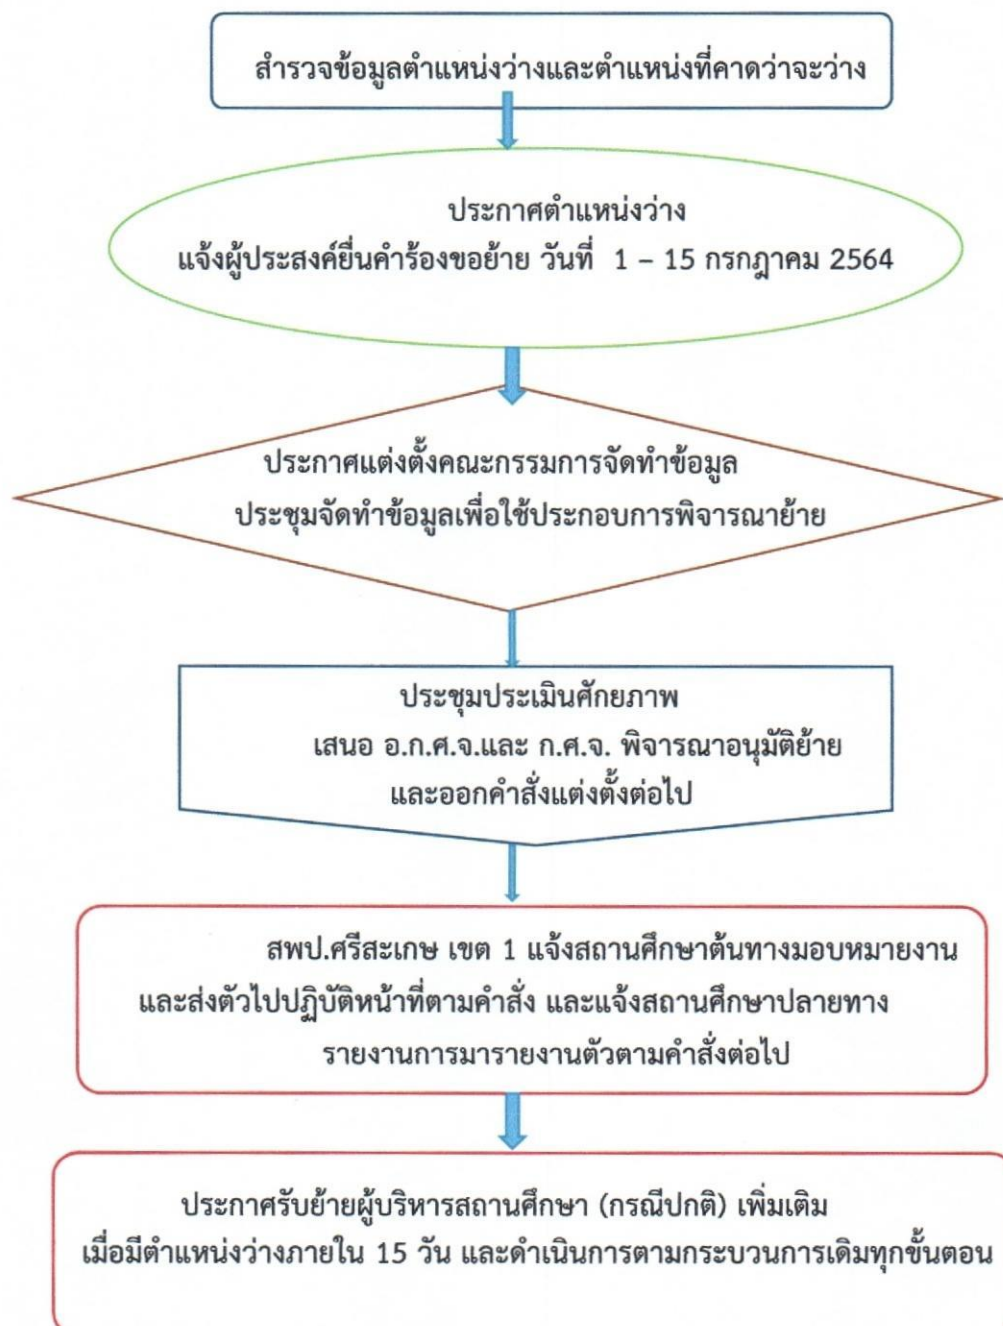 สำรวจข้อมูลตำแหน่งว่างและตำแหน่งที่คาดว่าจะว่าง
ประกาศตำแหน่งว่าง
แจ้งผู้ประสงค์ยื่นคำร้องขอย้าย วันที่ 1 – 15 กรกฎาคม 2564
ประกาศแต่งตั้งคณะกรรมการจัดทำข้อมูล
ประชุมจัดทำข้อมูลเพื่อใช้ประกอบการพิจารณาย้าย
ประชุมประเมินศักยภาพ
เสนอ อ.ก.ศ.จ.และ ก.ศ.จ. พิจารณาอนุมัติย้าย
และออกคำสั่งแต่งตั้งต่อไป
สพป.ศรีสะเกษ เขต 1 แจ้งสถานศึกษาต้นทางมอบหมายงาน
และส่งตัวไปปฏิบัติหน้าที่ตามคำสั่ง และแจ้งสถานศึกษาปลายทาง
รายงานการมารายงานตัวตามคำสั่งต่อไป
ประกาศรับย้ายผู้บริหารสถานศึกษา (กรณีปกติ) เพิ่มเติม
เมื่อมีตำแหน่งว่างภายใน 15 วัน และดำเนินการตามกระบวนการเดิมทุกขั้นตอน